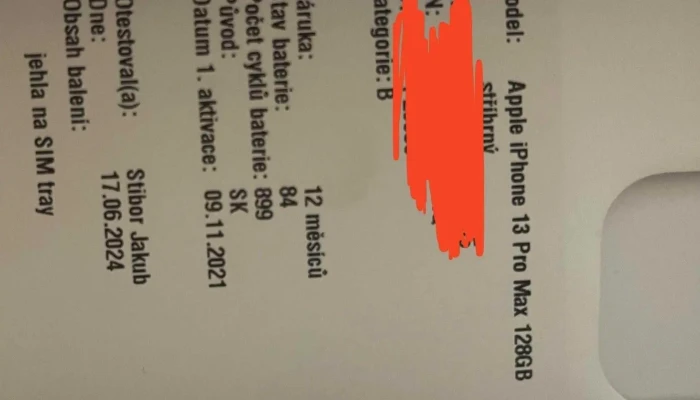 odel: Apple iPhone 13 Pro Max 128GB
stříbrný
N:
ategorie: B
áruka: 12 měsíců
tav baterie: 84
očet cyklů baterie: 899
ůvod: SK
Datum 1. aktivace: 09.11.2021
Otestoval(a): Stibor Jakub
Dne: 17.06.2024
Obsah balení:
jehla na SIM tray